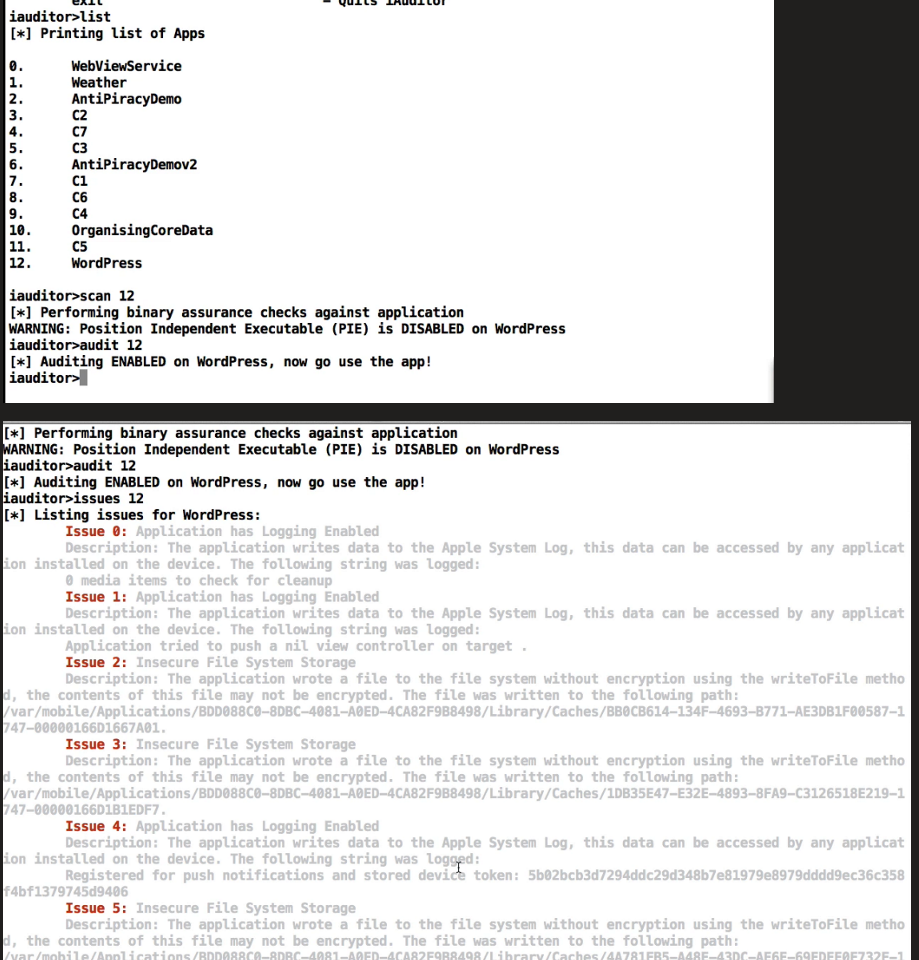 exit – Quits iAuditor
iauditor>list
[*] Printing list of Apps
0. WebViewService
1. Weather
2. AntiPiracyDemo
3. C2
4. C7
5. C3
6. AntiPiracyDemov2
7. C1
8. C6
9. C4
10. OrganisingCoreData
11. C5
12. WordPress
iauditor>scan 12
[*] Performing binary assurance checks against application
WARNING: Position Independent Executable (PIE) is DISABLED on WordPress
iauditor>audit 12
[*] Auditing ENABLED on WordPress, now go use the app!
iauditor>
[*] Performing binary assurance checks against application
WARNING: Position Independent Executable (PIE) is DISABLED on WordPress
iauditor>audit 12
[*] Auditing ENABLED on WordPress, now go use the app!
iauditor>issues 12
[*] Listing issues for WordPress:
Issue 0: Application has Logging Enabled
Description: The application writes data to the Apple System Log, this data can be accessed by any applicat
ion installed on the device. The following string was logged:
0 media items to check for cleanup
Issue 1: Application has Logging Enabled
Description: The application writes data to the Apple System Log, this data can be accessed by any applicat
ion installed on the device. The following string was logged:
Application tried to push a nil view controller on target .
Issue 2: Insecure File System Storage
Description: The application wrote a file to the file system without encryption using the writeToFile metho
d, the contents of this file may not be encrypted. The file was written to the following path:
/var/mobile/Applications/BDD088C0-8DBC-4081-A0ED-4CA82F9B8498/Library/Caches/BB0CB614-134F-4693-B771-AE3DB1F00587-1
747-00000166D1667A01.
Issue 3: Insecure File System Storage
Description: The application wrote a file to the file system without encryption using the writeToFile metho
d, the contents of this file may not be encrypted. The file was written to the following path:
/var/mobile/Applications/BDD088C0-8DBC-4081-A0ED-4CA82F9B8498/Library/Caches/1DB35E47-E32E-4893-8FA9-C3126518E219-1
747-00000166D1B1EDF7.
Issue 4: Application has Logging Enabled
Description: The application writes data to the Apple System Log, this data can be accessed by any applicat
ion installed on the device. The following string was logged:
Registered for push notifications and stored device token: 5b02bcb3d7294ddc29d348b7e81979e8979dddd9ec36c358
f4bf1379745d9406
Issue 5: Insecure File System Storage
Description: The application wrote a file to the file system without encryption using the writeToFile metho
d, the contents of this file may not be encrypted. The file was written to the following path:
/var/mobile/Applications/BDD088C0-8DBC-4081-A0ED-4CA82F9B8498/Library/Caches/